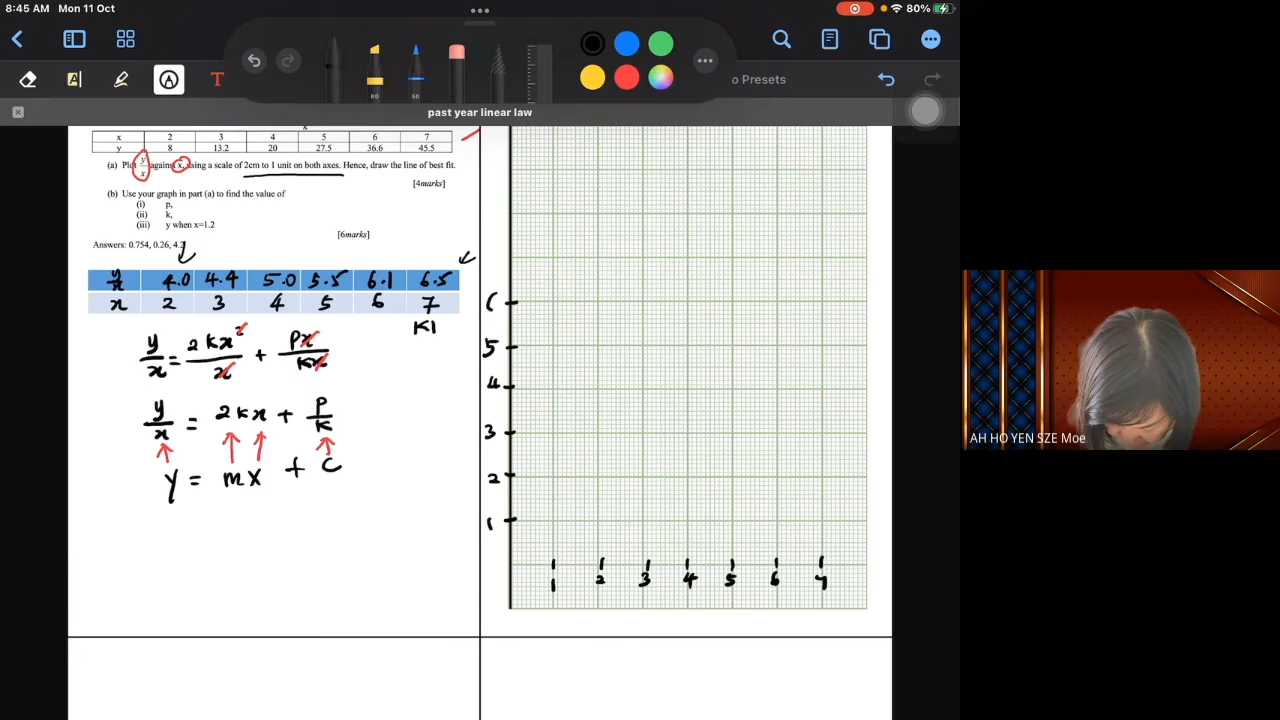 8:45 AM Mon 11 Oct
80%
T
o Presets
80
60
past year linear law
x 2 3 4 5 6 7
y 8 13.2 20 27.5 36.6 45.5
(a) Plot y/x against x, using a scale of 2cm to 1 unit on both axes. Hence, draw the line of best fit.
[4marks]
(b) Use your graph in part (a) to find the value of
(i) p,
(ii) k,
(iii) y when x=1.2
[6marks]
Answers: 0.754, 0.26, 4.2
y/x 4.0 4.4 5.0 5.5 6.1 6.5
x 2 3 4 5 6 7
K1
y/x = 2kx²/x + px/kx
y/x = 2kx + p/k
Y = mX + C
5
4
3
2
1
1 2 3 4 5 6 7
AH HO YEN SZE Moe